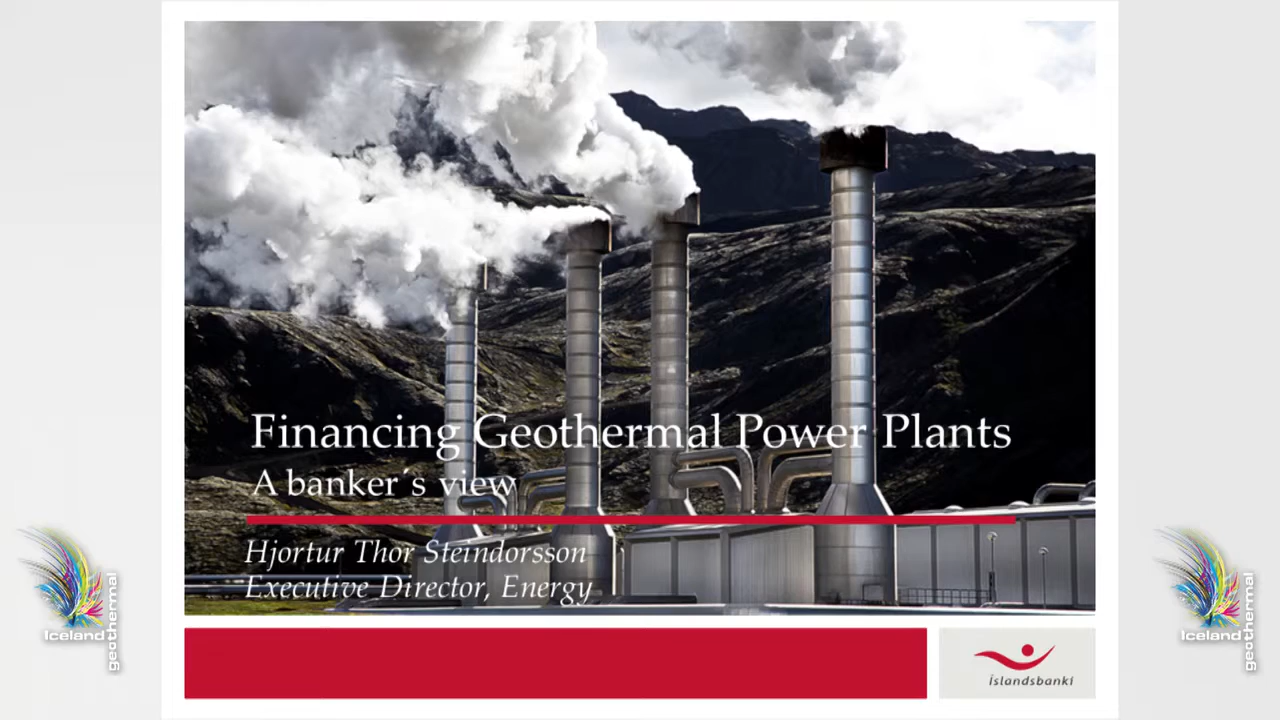 Financing Geothermal Power Plants
A banker´s view
Hjortur Thor Steindorsson
Executive Director, Energy
Iceland
geothermal
Iceland
geothermal
íslandsbanki